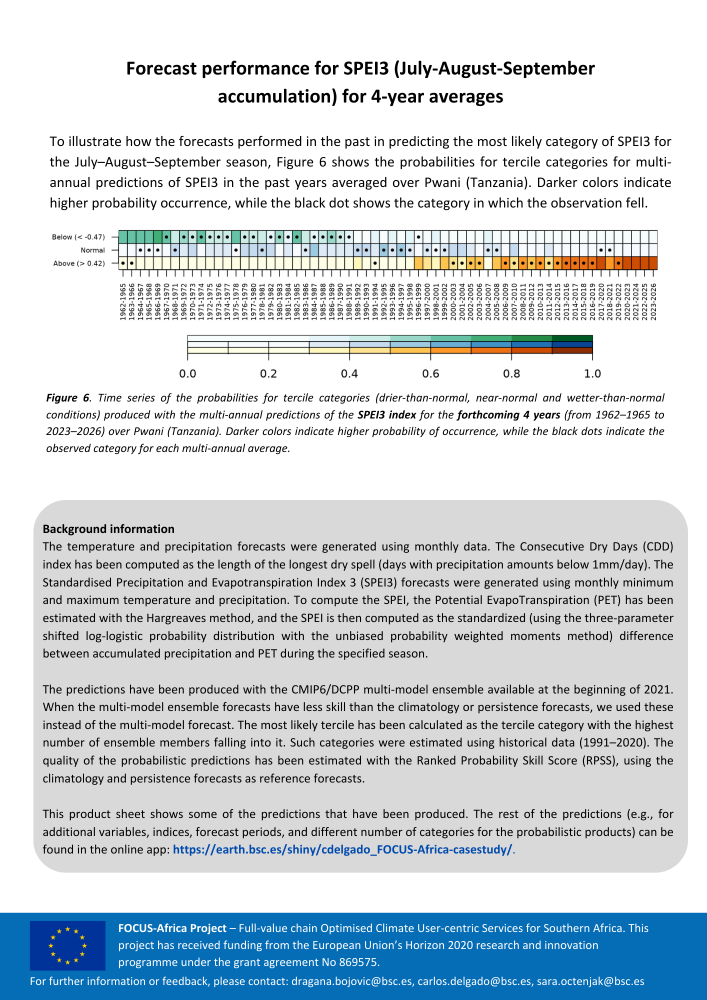 Forecast performance for SPEI3 (July-August-September
accumulation) for 4-year averages
To illustrate how the forecasts performed in the past in predicting the most likely category of SPEI3 for
the July–August–September season, Figure 6 shows the probabilities for tercile categories for multi-
annual predictions of SPEI3 in the past years averaged over Pwani (Tanzania). Darker colors indicate
higher probability occurrence, while the black dot shows the category in which the observation fell.
Below (< -0.47)
Normal
Above (> 0.42)
1962-1965
1963-1966
1964-1967
1965-1968
1966-1969
1967-1970
1968-1971
1969-1972
1970-1973
1971-1974
1972-1975
1973-1976
1974-1977
1975-1978
1976-1979
1977-1980
1978-1981
1979-1982
1980-1983
1981-1984
1982-1985
1983-1986
1984-1987
1985-1988
1986-1989
1987-1990
1988-1991
1989-1992
1990-1993
1991-1994
1992-1995
1993-1996
1994-1997
1995-1998
1996-1999
1997-2000
1998-2001
1999-2002
2000-2003
2001-2004
2002-2005
2003-2006
2004-2007
2005-2008
2006-2009
2007-2010
2008-2011
2009-2012
2010-2013
2011-2014
2012-2015
2013-2016
2014-2017
2015-2018
2016-2019
2017-2020
2018-2021
2019-2022
2020-2023
2021-2024
2022-2025
2023-2026
0.0 0.2 0.4 0.6 0.8 1.0
Figure 6. Time series of the probabilities for tercile categories (drier-than-normal, near-normal and wetter-than-normal
conditions) produced with the multi-annual predictions of the SPEI3 index for the forthcoming 4 years (from 1962–1965 to
2023–2026) over Pwani (Tanzania). Darker colors indicate higher probability of occurrence, while the black dots indicate the
observed category for each multi-annual average.
Background information
The temperature and precipitation forecasts were generated using monthly data. The Consecutive Dry Days (CDD)
index has been computed as the length of the longest dry spell (days with precipitation amounts below 1mm/day). The
Standardised Precipitation and Evapotranspiration Index 3 (SPEI3) forecasts were generated using monthly minimum
and maximum temperature and precipitation. To compute the SPEI, the Potential EvapoTranspiration (PET) has been
estimated with the Hargreaves method, and the SPEI is then computed as the standardized (using the three-parameter
shifted log-logistic probability distribution with the unbiased probability weighted moments method) difference
between accumulated precipitation and PET during the specified season.
The predictions have been produced with the CMIP6/DCPP multi-model ensemble available at the beginning of 2021.
When the multi-model ensemble forecasts have less skill than the climatology or persistence forecasts, we used these
instead of the multi-model forecast. The most likely tercile has been calculated as the tercile category with the highest
number of ensemble members falling into it. Such categories were estimated using historical data (1991–2020). The
quality of the probabilistic predictions has been estimated with the Ranked Probability Skill Score (RPSS), using the
climatology and persistence forecasts as reference forecasts.
This product sheet shows some of the predictions that have been produced. The rest of the predictions (e.g., for
additional variables, indices, forecast periods, and different number of categories for the probabilistic products) can be
found in the online app: https://earth.bsc.es/shiny/cdelgado_FOCUS-Africa-casestudy/.
FOCUS-Africa Project – Full-value chain Optimised Climate User-centric Services for Southern Africa. This
project has received funding from the European Union’s Horizon 2020 research and innovation
programme under the grant agreement No 869575.
For further information or feedback, please contact: dragana.bojovic@bsc.es, carlos.delgado@bsc.es, sara.octenjak@bsc.es